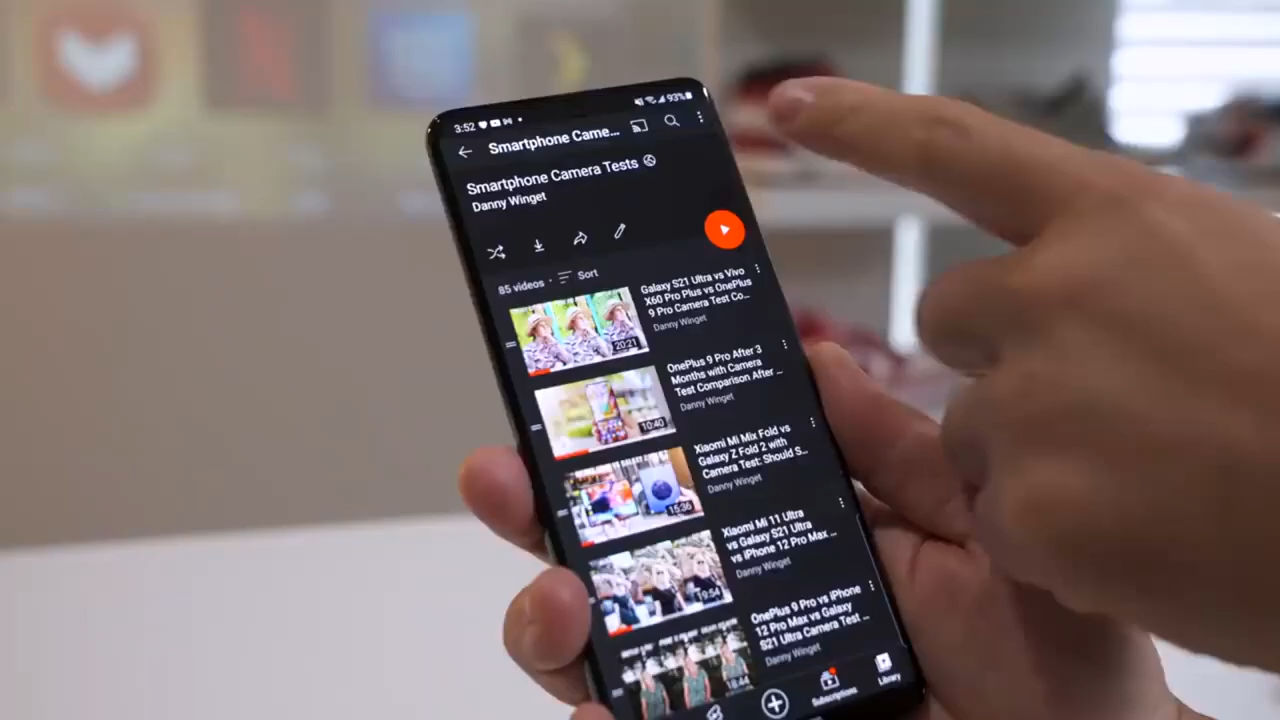 3:52
93%
Smartphone Came...
Smartphone Camera Tests
Danny Winget
85 videos · Sort
Galaxy S21 Ultra vs Vivo
X60 Pro Plus vs OnePlus
9 Pro Camera Test Co...
Danny Winget
20:21
OnePlus 9 Pro After 3
Months with Camera
Test Comparison After ...
Danny Winget
10:40
Xiaomi Mi Mix Fold vs
Galaxy Z Fold 2 with
Camera Test: Should S...
Danny Winget
15:36
Xiaomi Mi 11 Ultra
vs Galaxy S21 Ultra
vs iPhone 12 Pro Max ...
Danny Winget
19:54
OnePlus 9 Pro vs iPhone
12 Pro Max vs Galaxy
S21 Ultra Camera Test ...
Danny Winget
18:44
Subscriptions
Library